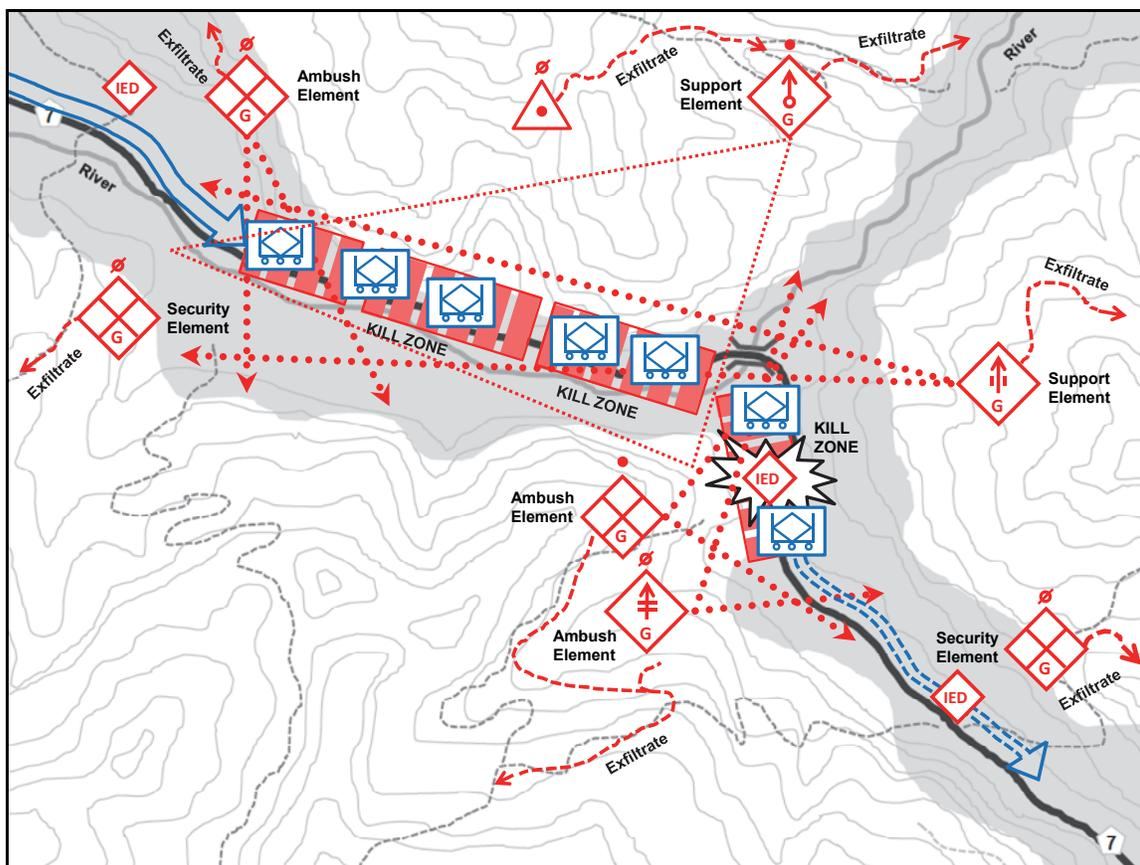 Exfiltrate
IED
G
Ambush
Element
Exfiltrate
Support
Element
G
Exfiltrate
River
7
River
G
Security
Element
Exfiltrate
KILL ZONE
KILL ZONE
KILL
ZONE
Exfiltrate
G
Support
Element
IED
Ambush
Element
G
Ambush
Element
G
Exfiltrate
Security
Element
G
Exfiltrate
IED
7